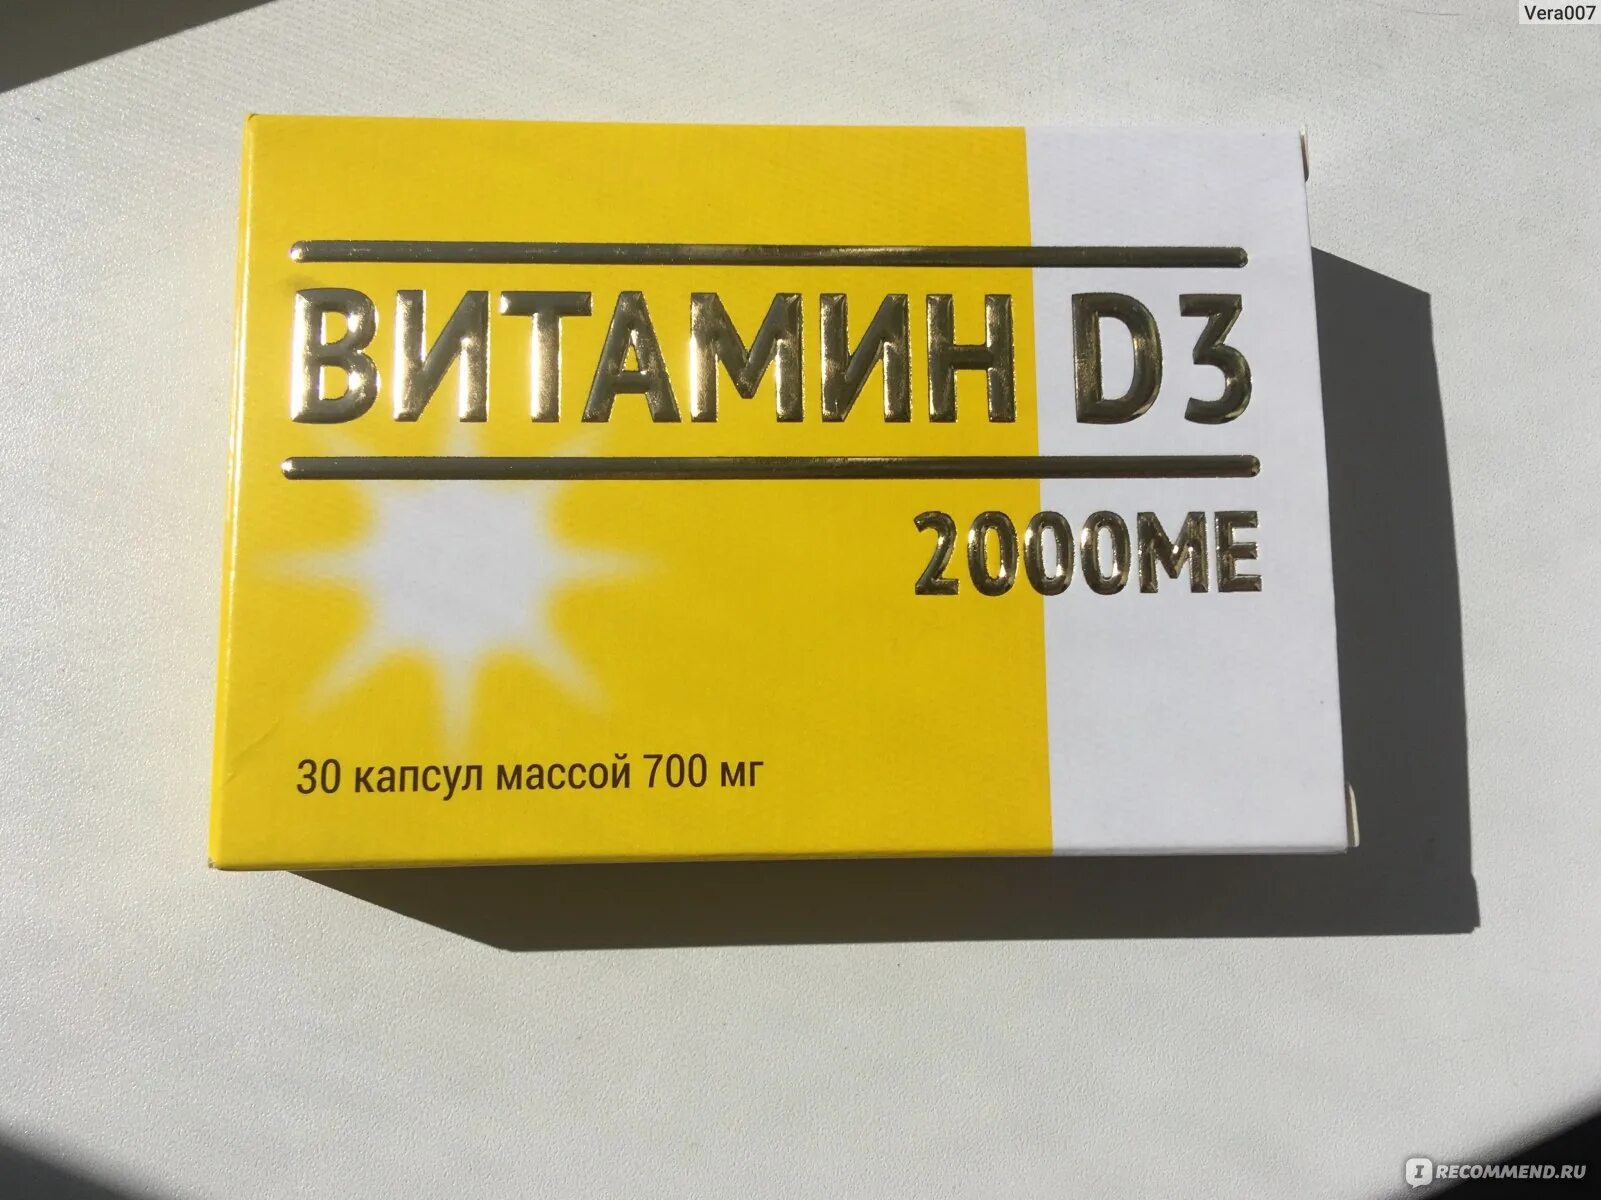 Vera007
ВИТАМИН D3
2000МЕ
30 капсул массой 700 мг
I RECOMMEND.RU